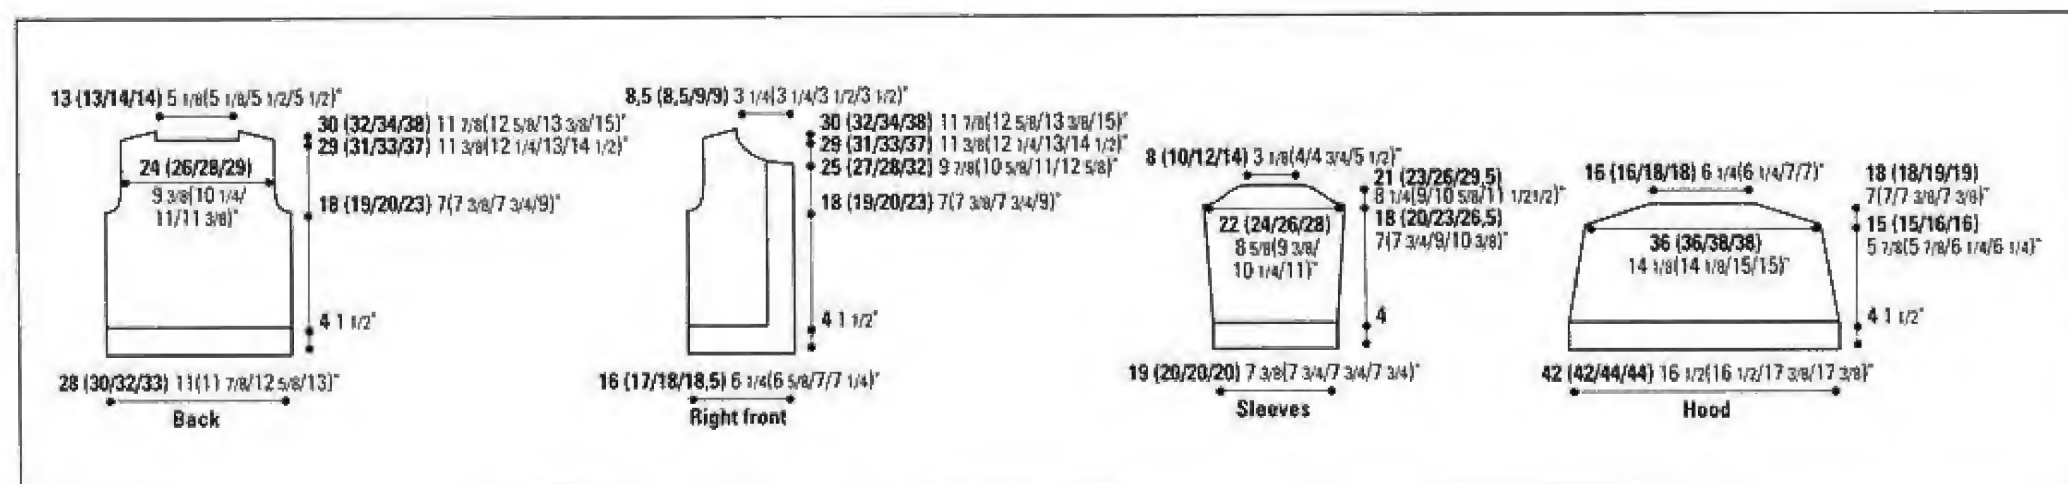 13 (13/14/14) 5 1/8(5 1/8/5 1/2/5 1/2)"
30 (32/34/38) 11 7/8(12 5/8/13 3/8/15)"
29 (31/33/37) 11 3/8(12 1/4/13/14 1/2)"
24 (26/28/29)
9 3/8(10 1/4/
11/11 3/8)"
18 (19/20/23) 7(7 3/8/7 3/4/9)"
4 1 1/2"
28 (30/32/33) 11(11 7/8/12 5/8/13)"
Back
8,5 (8,5/9/9) 3 1/4(3 1/4/3 1/2/3 1/2)"
30 (32/34/38) 11 7/8(12 5/8/13 3/8/15)"
29 (31/33/37) 11 3/8(12 1/4/13/14 1/2)"
25 (27/28/32) 9 7/8(10 5/8/11/12 5/8)"
18 (19/20/23) 7(7 3/8/7 3/4/9)"
4 1 1/2"
16 (17/18/18,5) 6 1/4(6 5/8/7/7 1/4)"
Right front
8 (10/12/14) 3 1/8(4/4 3/4/5 1/2)"
21 (23/26/29,5)
8 1/4(9/10 5/8/11 1/21/2)"
22 (24/26/28)
8 5/8(9 3/8/
10 1/4/11)"
18 (20/23/26,5)
7(7 3/4/9/10 3/8)"
4
19 (20/20/20) 7 3/8(7 3/4/7 3/4/7 3/4)"
Sleeves
16 (16/18/18) 6 1/4(6 1/4/7/7)"
18 (18/19/19)
7(7/7 3/8/7 3/8)"
15 (15/16/16)
5 7/8(5 7/8/6 1/4/6 1/4)"
36 (36/38/38)
14 1/8(14 1/8/15/15)"
4 1 1/2"
42 (42/44/44) 16 1/2(16 1/2/17 3/8/17 3/8)"
Hood